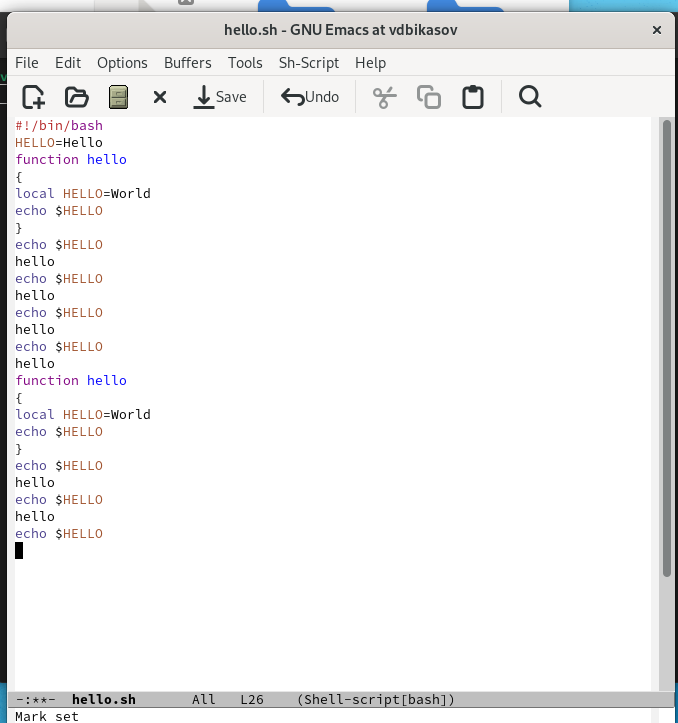 hello.sh - GNU Emacs at vdbikasov
File Edit Options Buffers Tools Sh-Script Help
Save Undo
#!/bin/bash
HELLO=Hello
function hello
{
local HELLO=World
echo $HELLO
}
echo $HELLO
hello
echo $HELLO
hello
echo $HELLO
hello
echo $HELLO
hello
function hello
{
local HELLO=World
echo $HELLO
}
echo $HELLO
hello
echo $HELLO
hello
echo $HELLO
-:**- hello.sh All L26 (Shell-script[bash])
Mark set